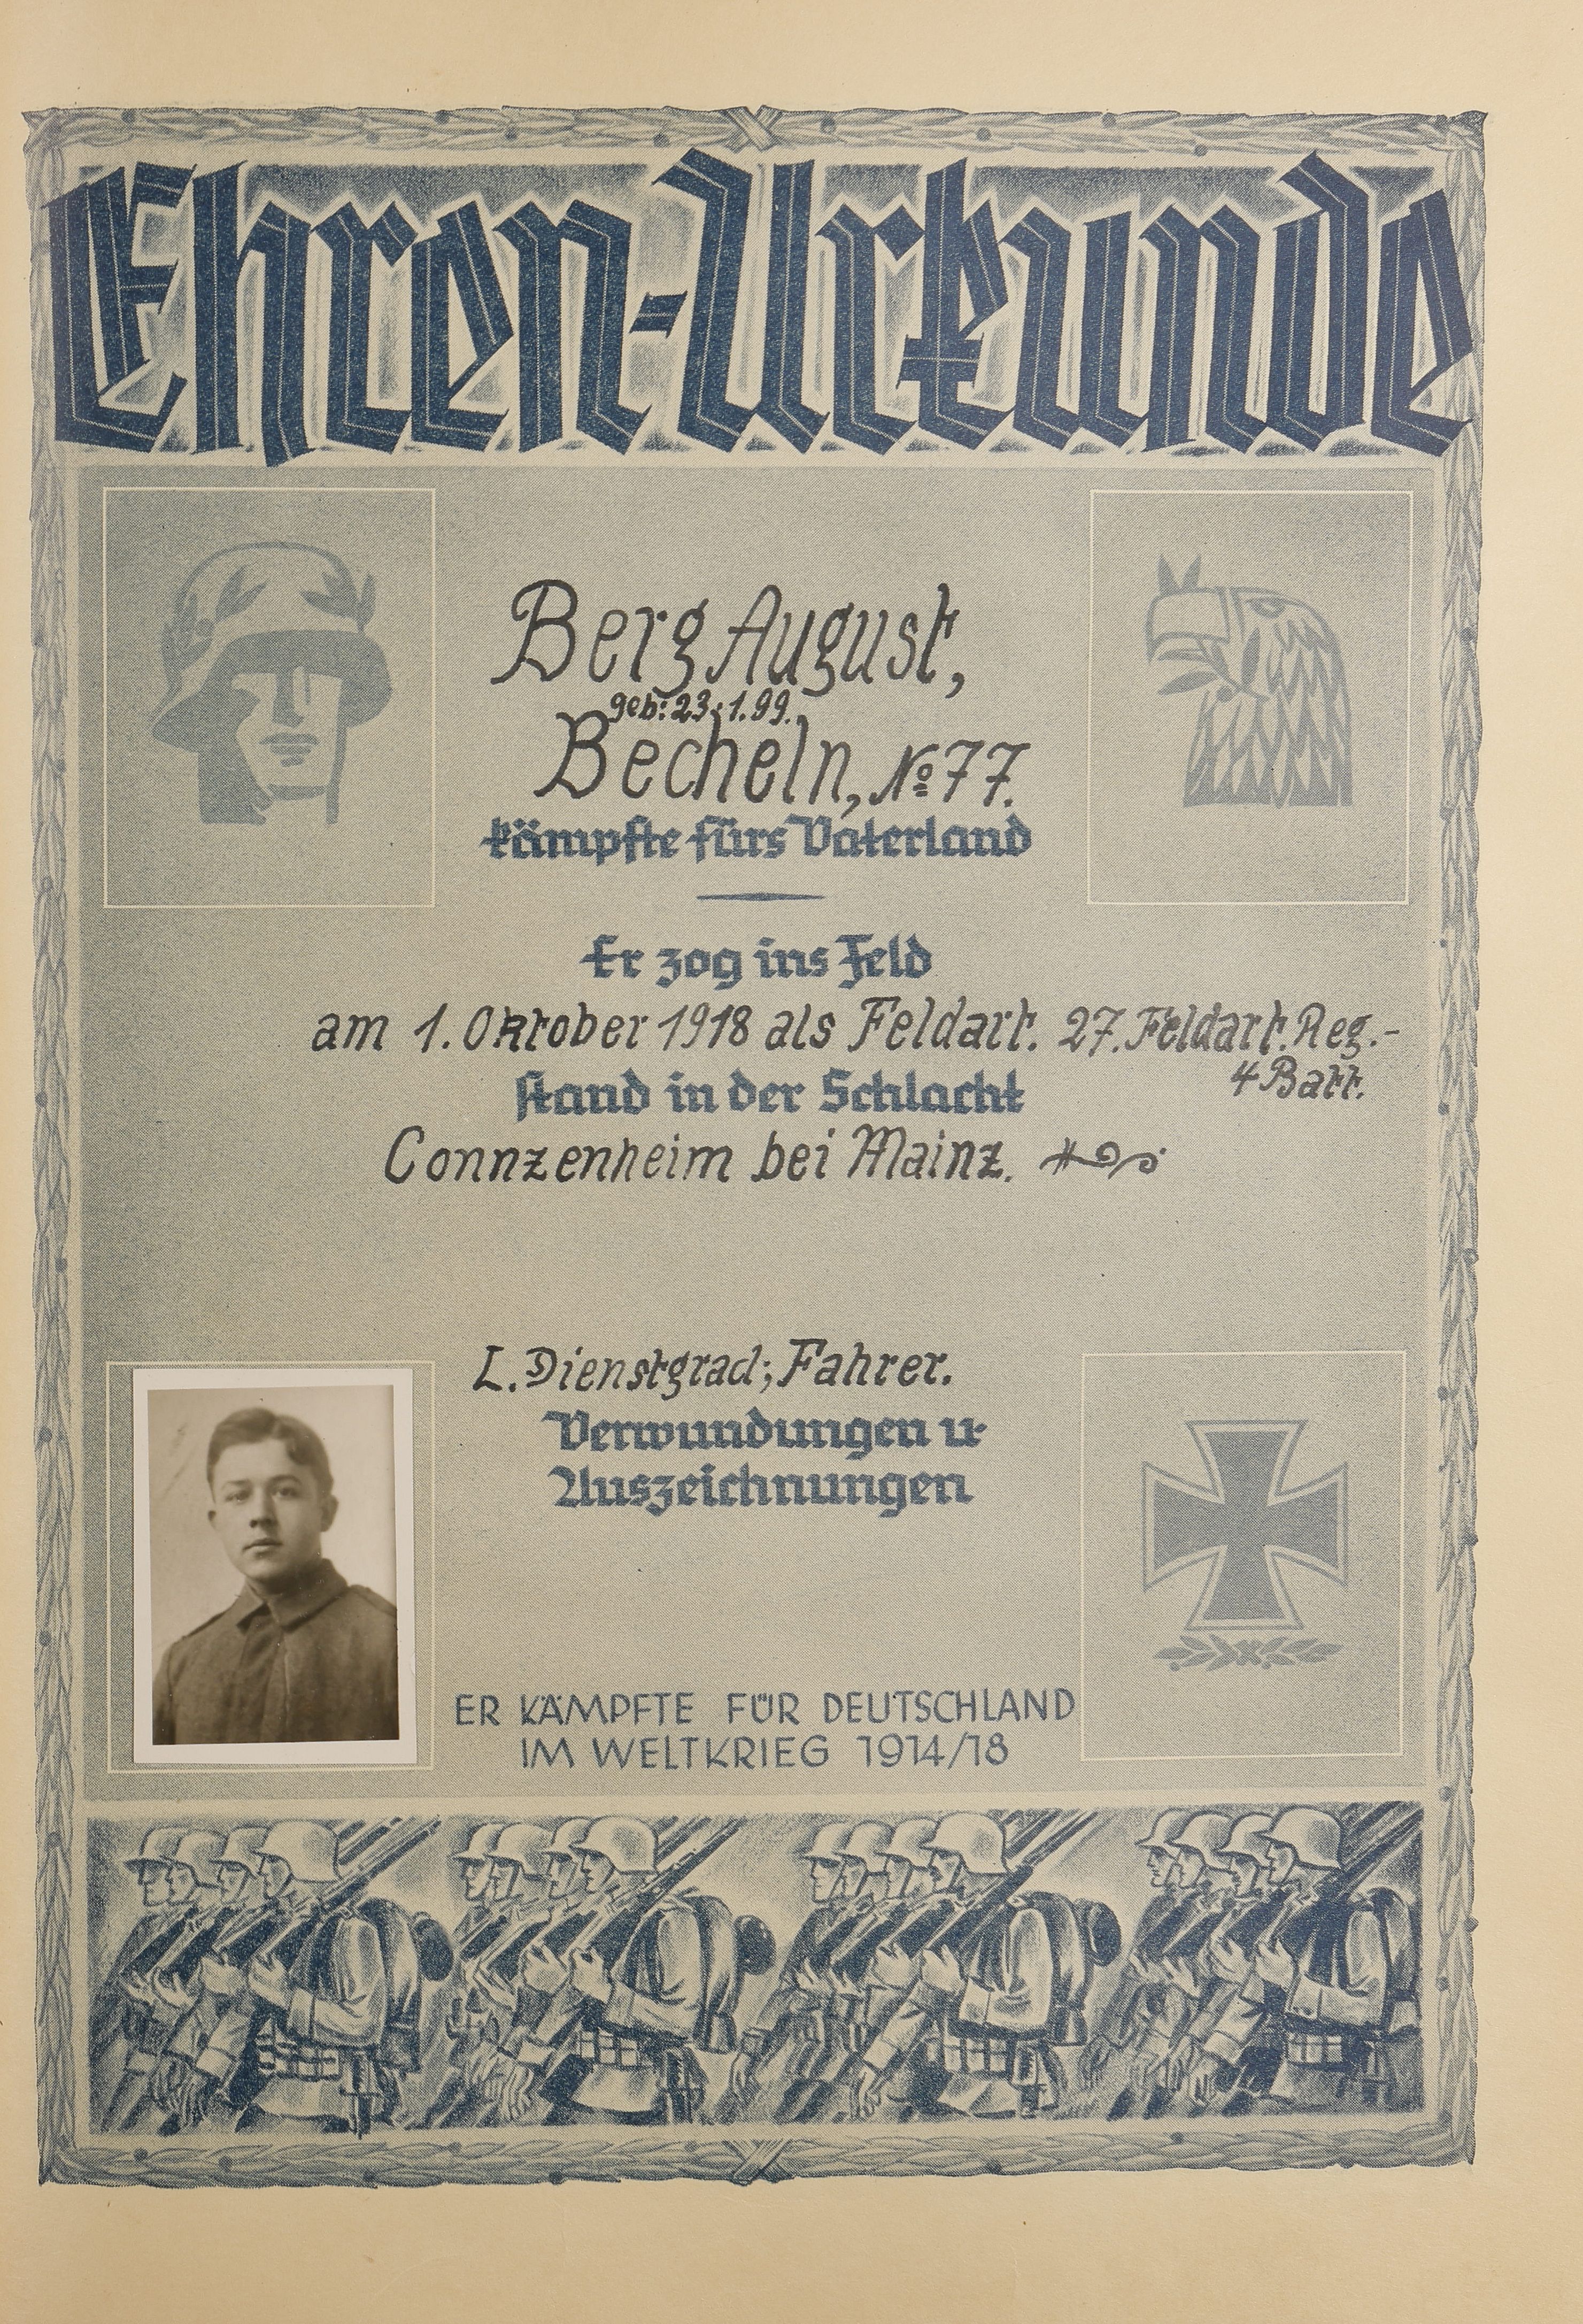 Ehren-Urkunde
Berg August,
geb: 23.1.99.
Becheln, No 77.
kämpfte fürs Vaterland
Er zog ins Feld
am 1. Oktober 1918 als Feldart. 27. Feldart. Reg.-
4 Batt.
stand in der Schlacht
Connzenheim bei Mainz.
L. Dienstgrad; Fahrer.
Verwundungen u.
Auszeichnungen
ER KÄMPFTE FÜR DEUTSCHLAND
IM WELTKRIEG 1914/18